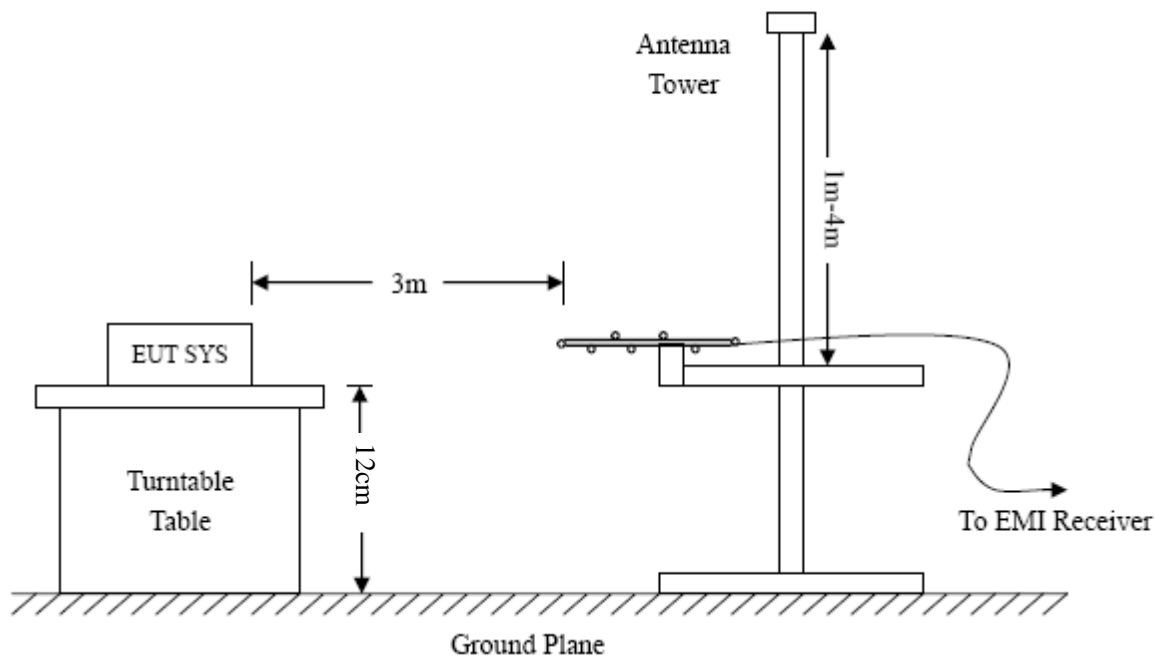 Antenna
Tower
1m-4m
3m
EUT SYS
12cm
Turntable
Table
To EMI Receiver
Ground Plane